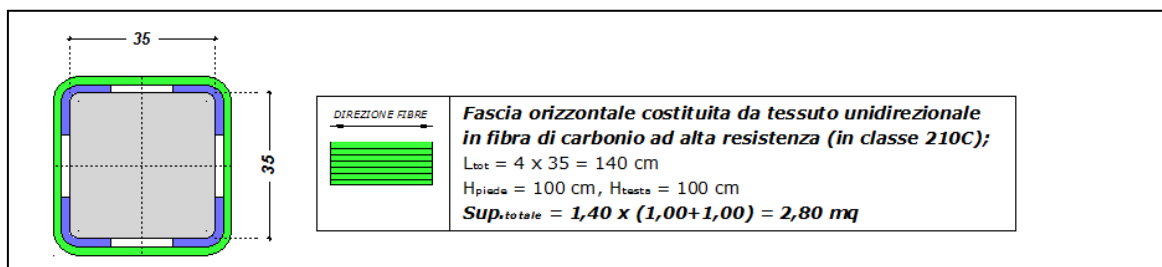 35
35
DIREZIONE FIBRE
Fascia orizzontale costituita da tessuto unidirezionale
in fibra di carbonio ad alta resistenza (in classe 210C);
Ltot = 4 x 35 = 140 cm
Hpiede = 100 cm, Htesta = 100 cm
Sup.totale = 1,40 x (1,00+1,00) = 2,80 mq